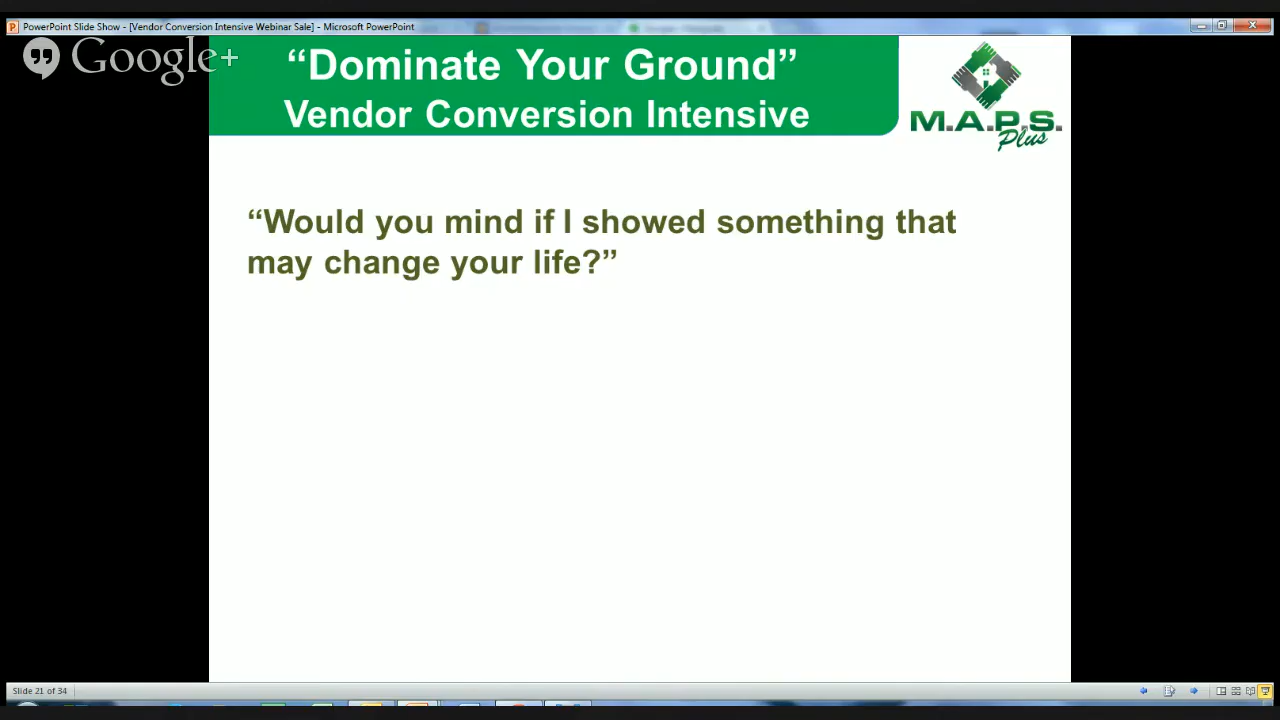 PowerPoint Slide Show - [Vendor Conversion Intensive Webinar Sale] - Microsoft PowerPoint
Google+
“Dominate Your Ground”
Vendor Conversion Intensive
M.A.P.S.
Plus
“Would you mind if I showed something that
may change your life?”
Slide 21 of 34